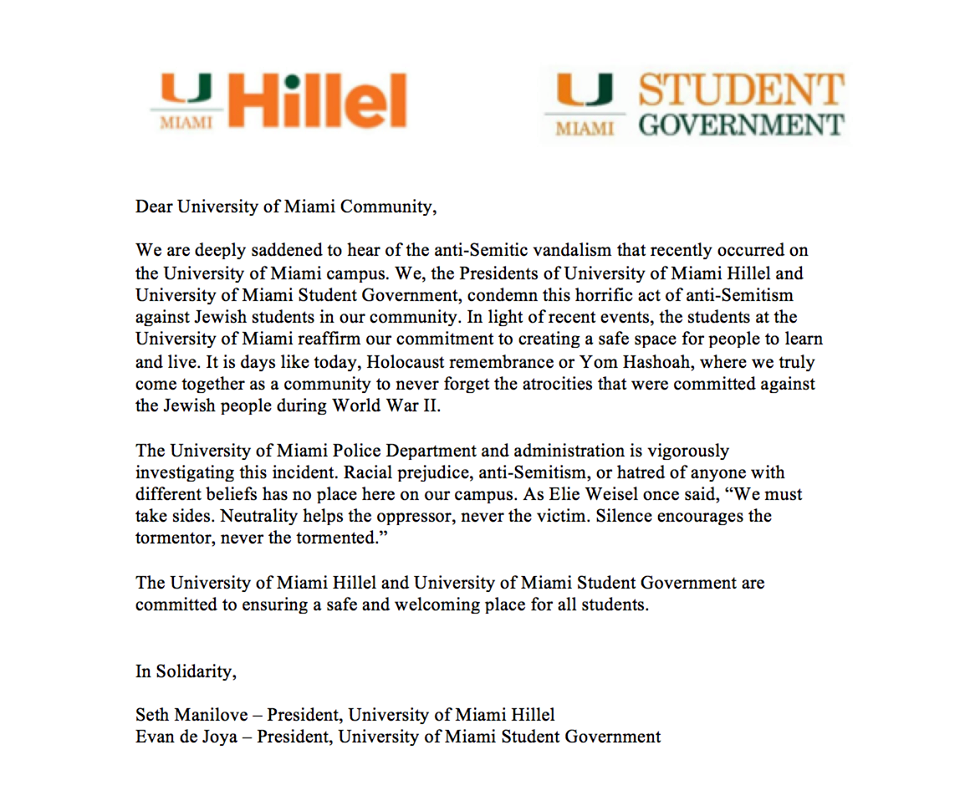 U Hillel
MIAMI
U STUDENT
MIAMI GOVERNMENT
Dear University of Miami Community,
We are deeply saddened to hear of the anti-Semitic vandalism that recently occurred on
the University of Miami campus. We, the Presidents of University of Miami Hillel and
University of Miami Student Government, condemn this horrific act of anti-Semitism
against Jewish students in our community. In light of recent events, the students at the
University of Miami reaffirm our commitment to creating a safe space for people to learn
and live. It is days like today, Holocaust remembrance or Yom Hashoah, where we truly
come together as a community to never forget the atrocities that were committed against
the Jewish people during World War II.
The University of Miami Police Department and administration is vigorously
investigating this incident. Racial prejudice, anti-Semitism, or hatred of anyone with
different beliefs has no place here on our campus. As Elie Weisel once said, “We must
take sides. Neutrality helps the oppressor, never the victim. Silence encourages the
tormentor, never the tormented.”
The University of Miami Hillel and University of Miami Student Government are
committed to ensuring a safe and welcoming place for all students.
In Solidarity,
Seth Manilove – President, University of Miami Hillel
Evan de Joya – President, University of Miami Student Government